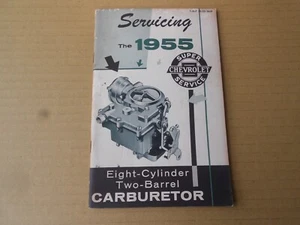 Servicing
The 1955
SUPER
CHEVROLET
SERVICE
Eight-Cylinder
Two-Barrel
CARBURETOR